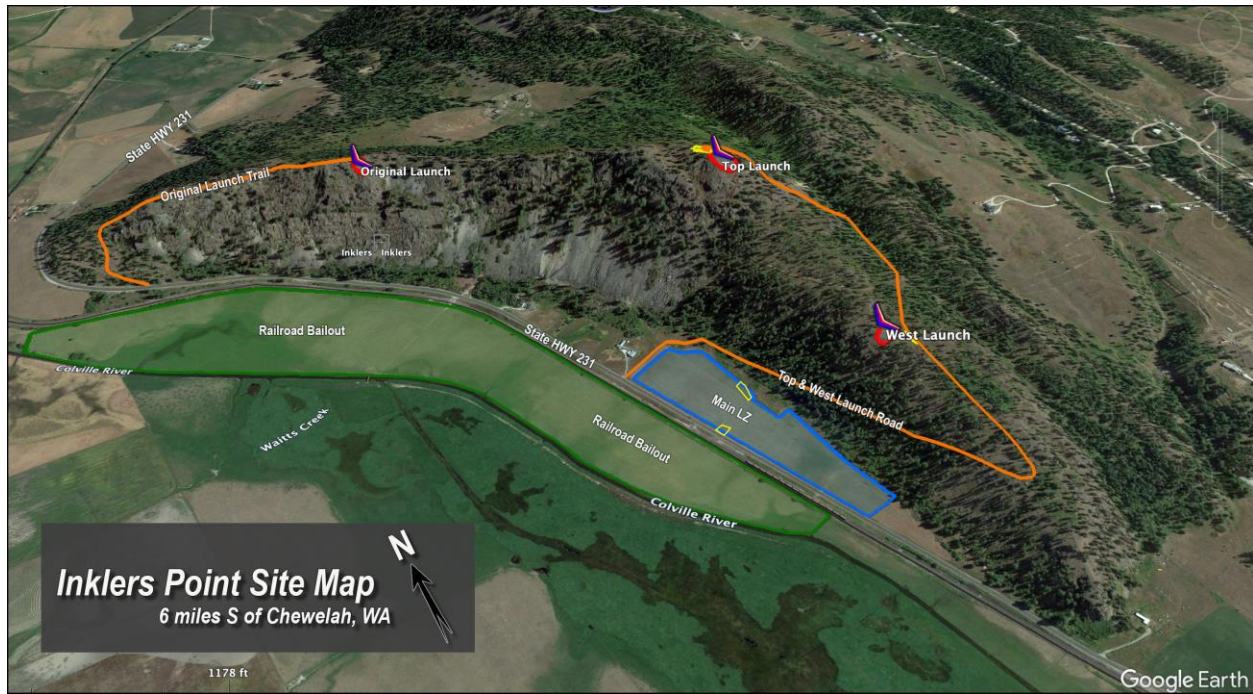 State HWY 231
Original Launch Trail
Original Launch
Top Launch
Inklers Inklers
Railroad Bailout
State HWY 231
West Launch
Colville River
Top & West Launch Road
Main LZ
Waitts Creek
Railroad Bailout
Colville River
N
Inklers Point Site Map
6 miles S of Chewelah, WA
1178 ft
Google Earth